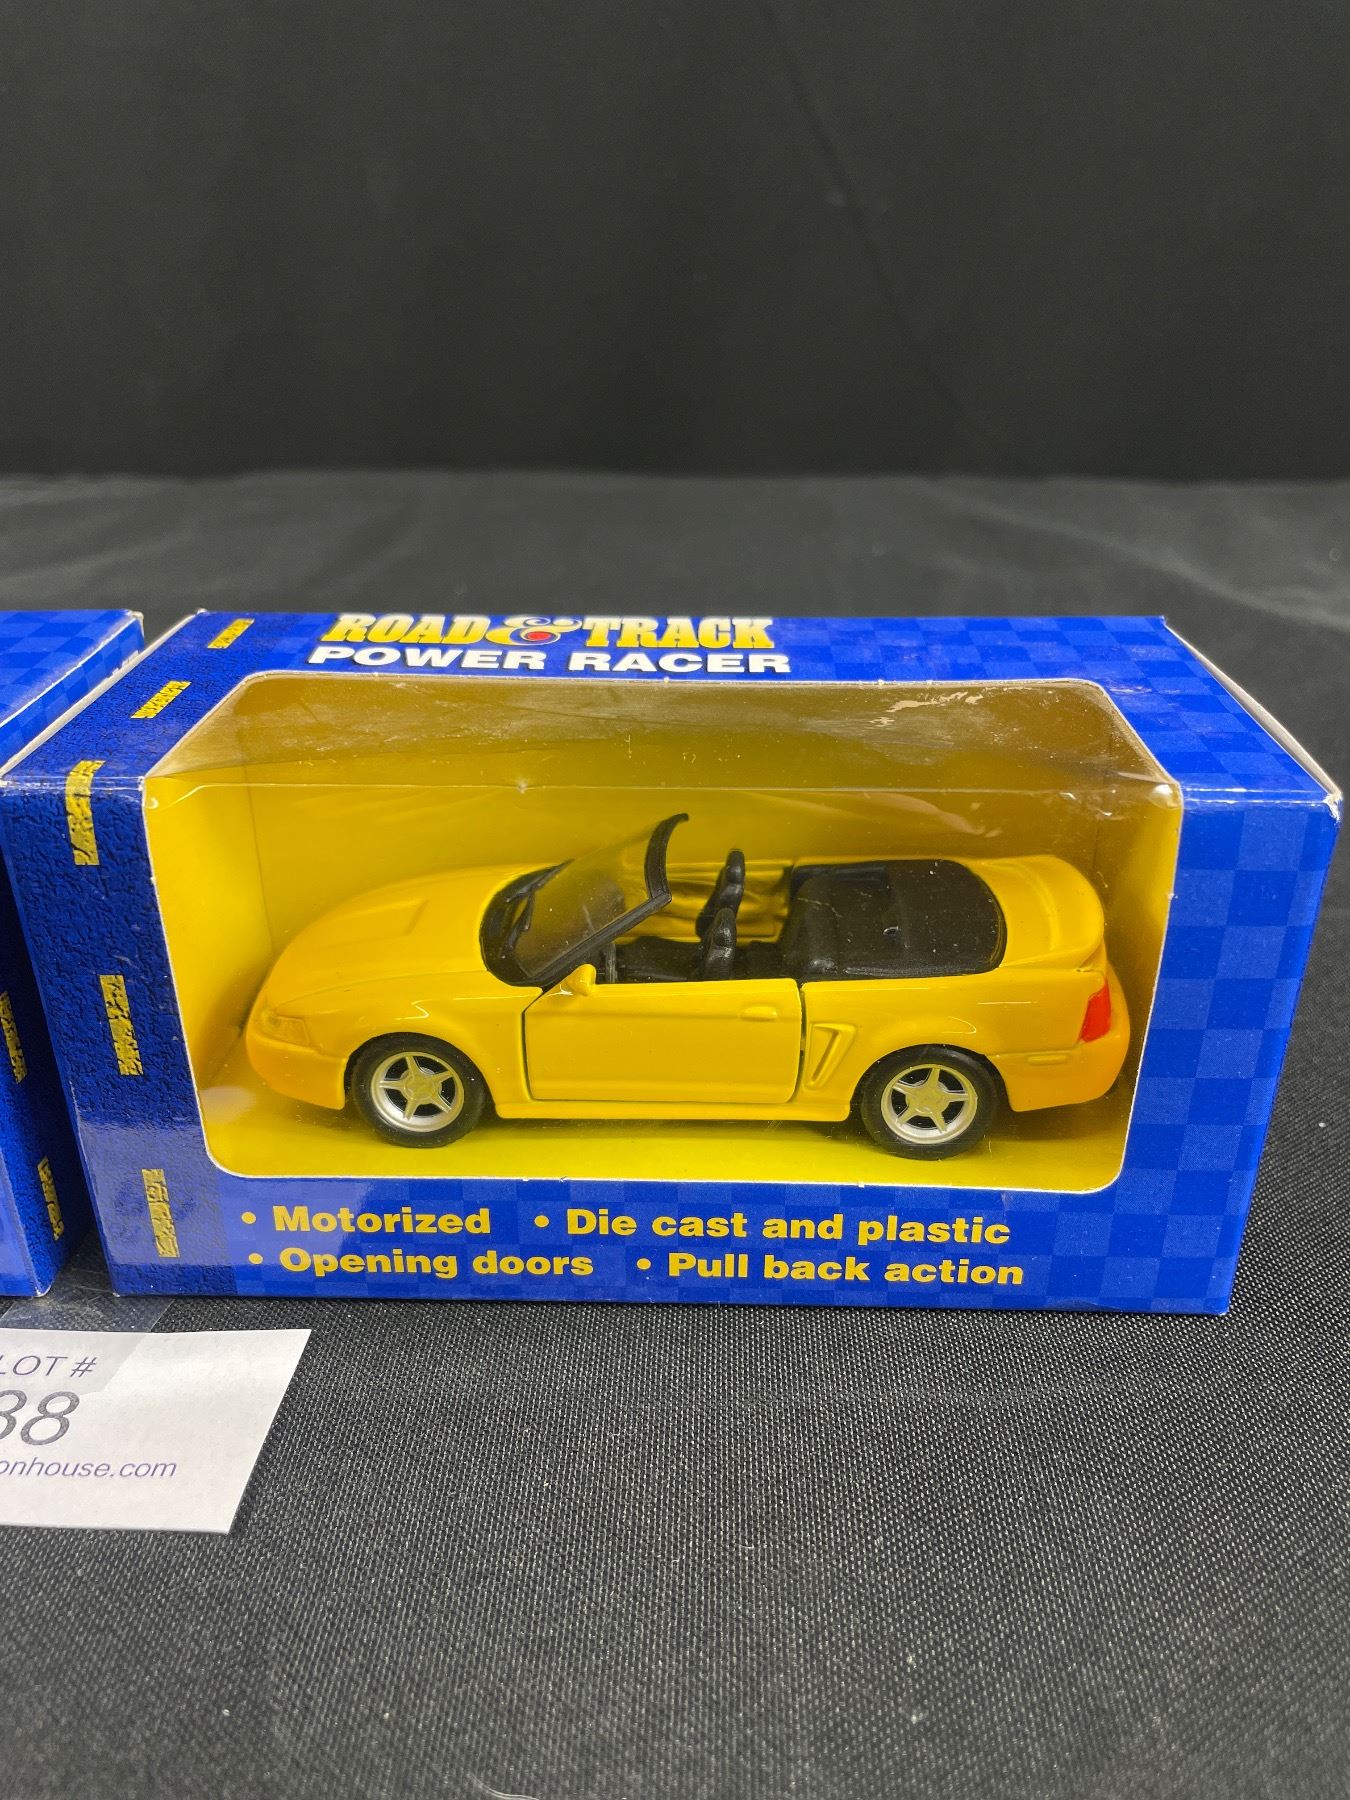 ROAD & TRACK
POWER RACER
• Motorized • Die cast and plastic
• Opening doors • Pull back action
LOT #
38
onhouse.com